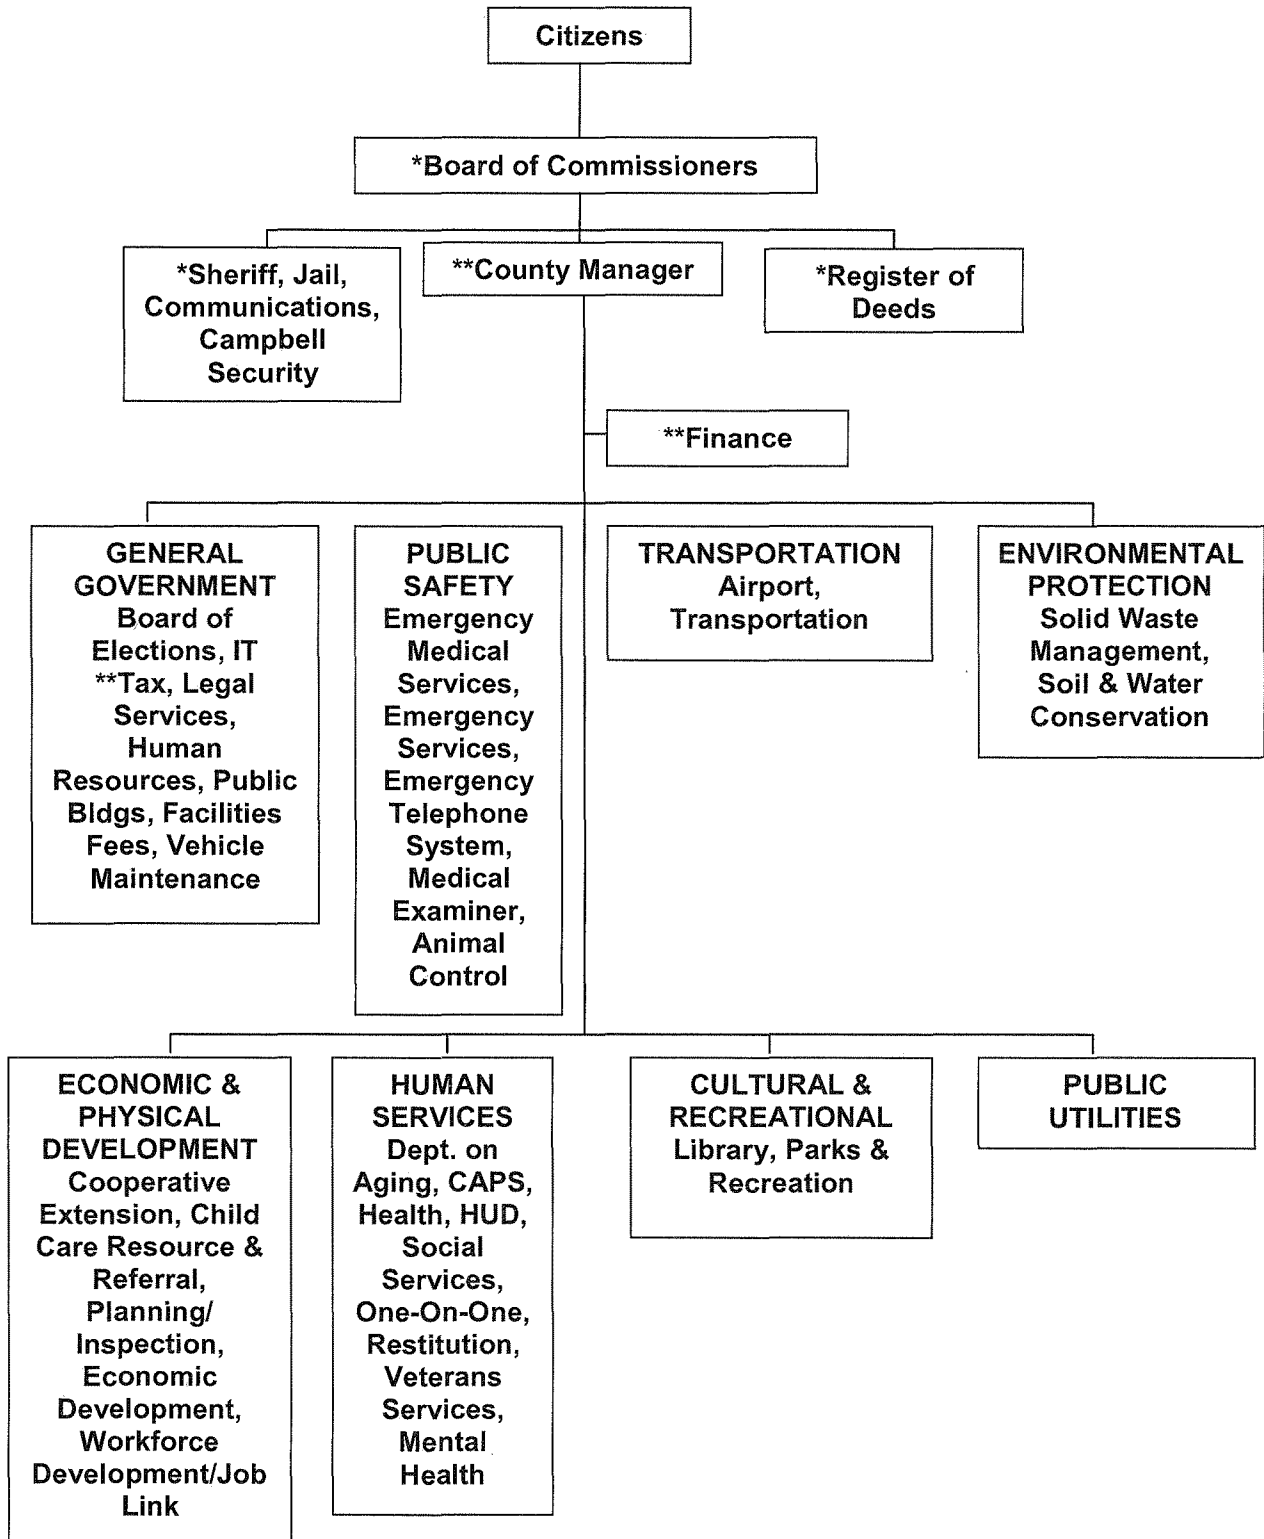 Citizens
*Board of Commissioners
*Sheriff, Jail,
Communications,
Campbell
Security
**County Manager
*Register of
Deeds
**Finance
GENERAL
GOVERNMENT
Board of
Elections, IT
**Tax, Legal
Services,
Human
Resources, Public
Bldgs, Facilities
Fees, Vehicle
Maintenance
PUBLIC
SAFETY
Emergency
Medical
Services,
Emergency
Services,
Emergency
Telephone
System,
Medical
Examiner,
Animal
Control
TRANSPORTATION
Airport,
Transportation
ENVIRONMENTAL
PROTECTION
Solid Waste
Management,
Soil & Water
Conservation
ECONOMIC &
PHYSICAL
DEVELOPMENT
Cooperative
Extension, Child
Care Resource &
Referral,
Planning/
Inspection,
Economic
Development,
Workforce
Development/Job
Link
HUMAN
SERVICES
Dept. on
Aging, CAPS,
Health, HUD,
Social
Services,
One-On-One,
Restitution,
Veterans
Services,
Mental
Health
CULTURAL &
RECREATIONAL
Library, Parks &
Recreation
PUBLIC
UTILITIES